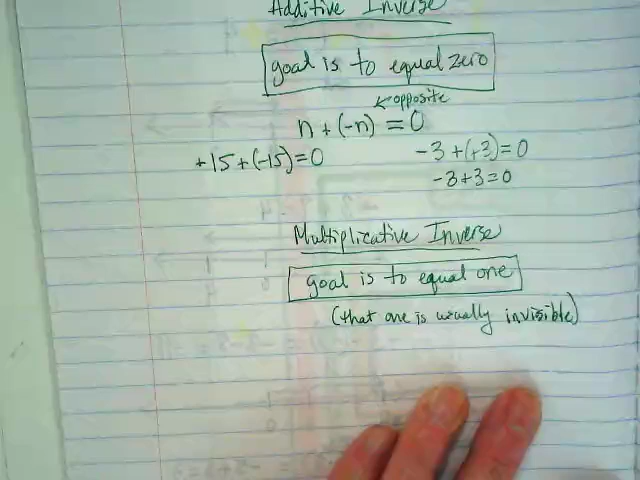 Additive Inverse
goal is to equal zero
opposite
n + (-n) = 0
+15 + (-15) = 0
-3 + (+3) = 0
-3 + 3 = 0
Multiplicative Inverse
goal is to equal one
(that one is usually invisible)